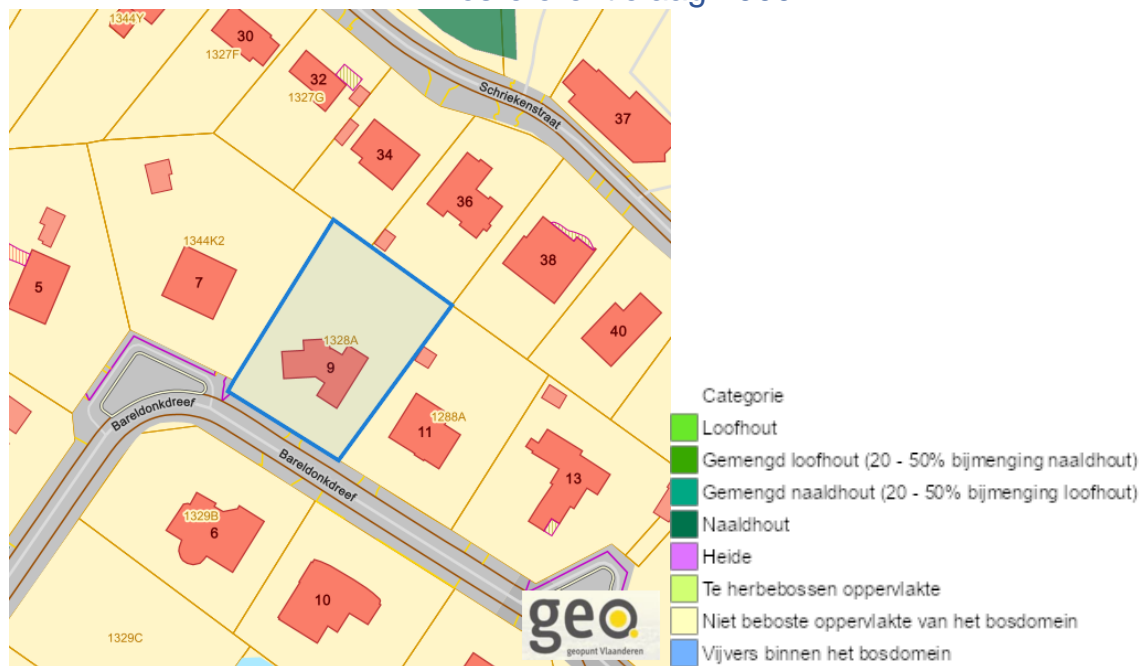 1344Y
30
1327F
32
1327G
Schriekenstraat
37
34
36
1344K2
38
5
7
40
1328A
9
Bareldonkdreef
1288A
11
Bareldonkdreef
13
1329B
6
10
1329C
geo.
geopunt Vlaanderen
Categorie
Loofhout
Gemengd loofhout (20 - 50% bijmenging naaldhout)
Gemengd naaldhout (20 - 50% bijmenging loofhout)
Naaldhout
Heide
Te herbebossen oppervlakte
Niet beboste oppervlakte van het bosdomein
Vijvers binnen het bosdomein